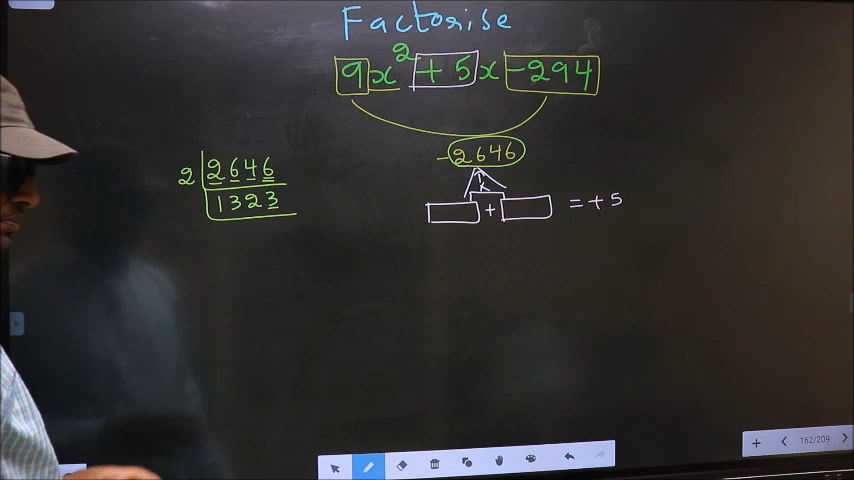 Factorise
9x² + 5x - 294
- 2646
× 
+ = + 5
2 2646
1323
162/209